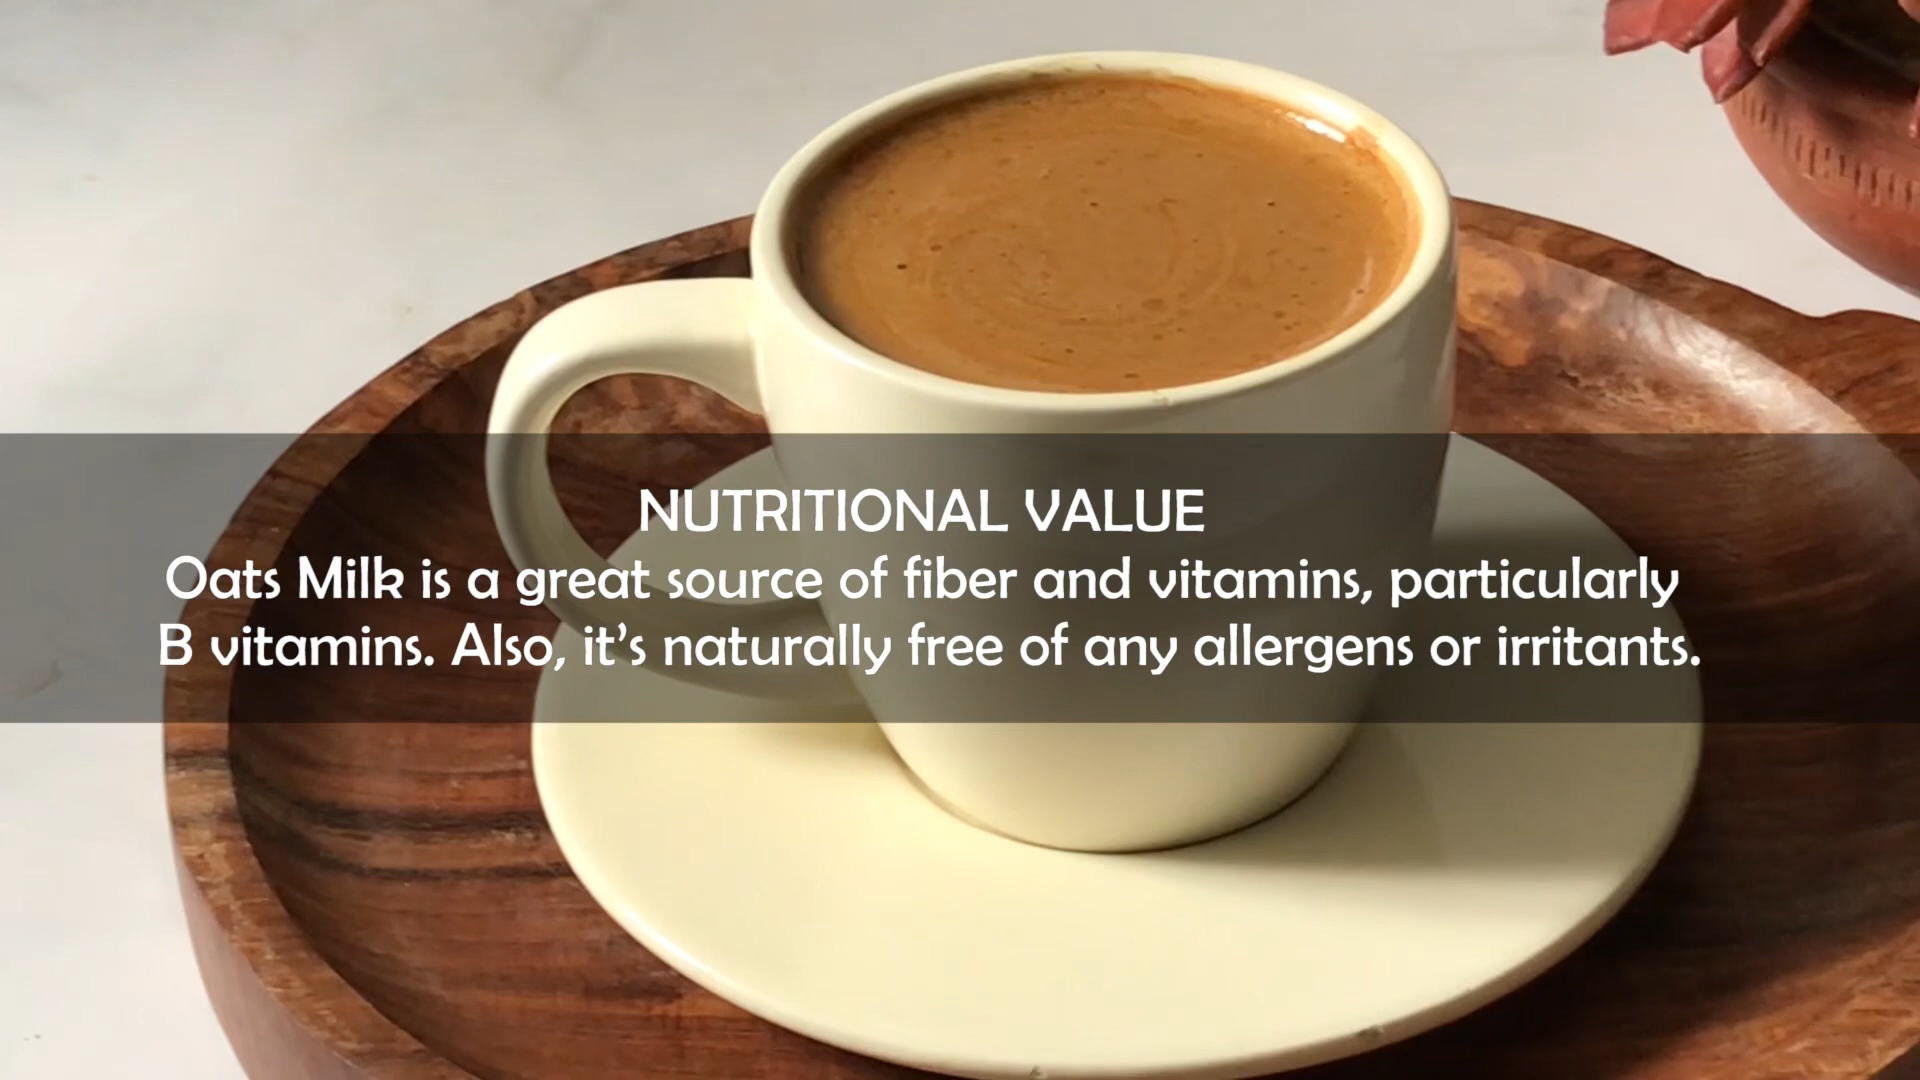 NUTRITIONAL VALUE
Oats Milk is a great source of fiber and vitamins, particularly
B vitamins. Also, it's naturally free of any allergens or irritants.